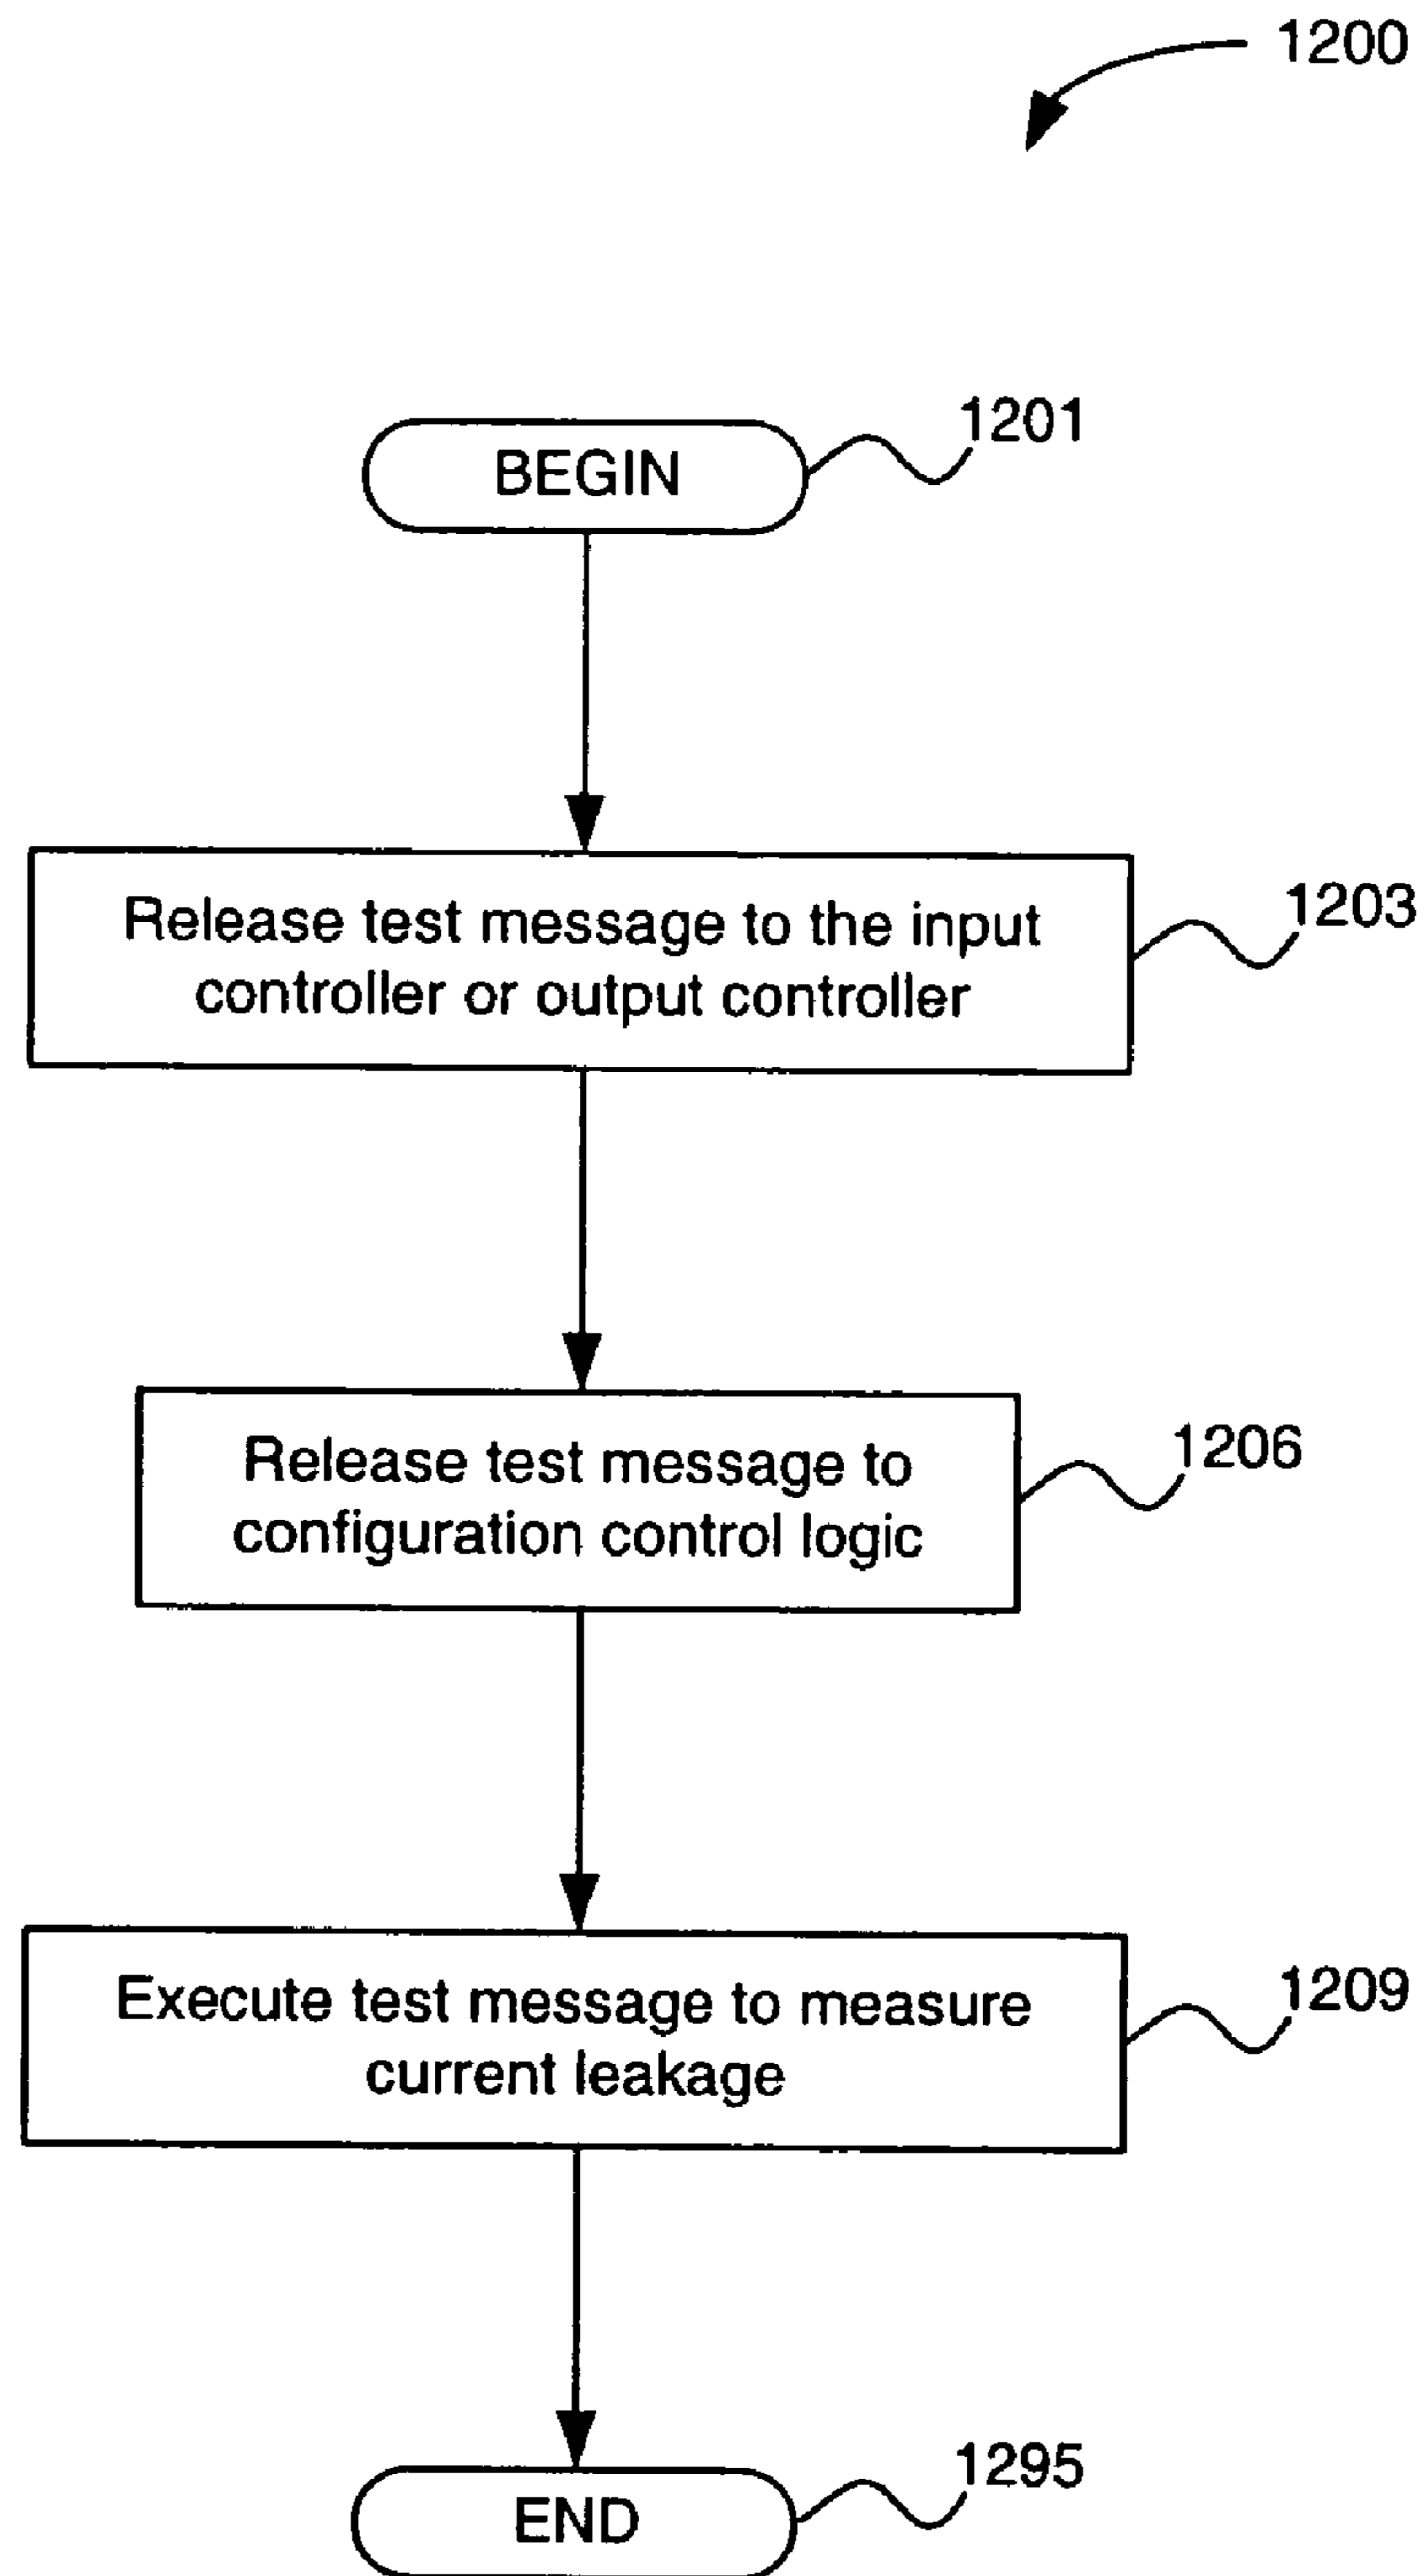 1200
BEGIN
1201
Release test message to the input
controller or output controller
1203
Release test message to
configuration control logic
1206
Execute test message to measure
current leakage
1209
END
1295